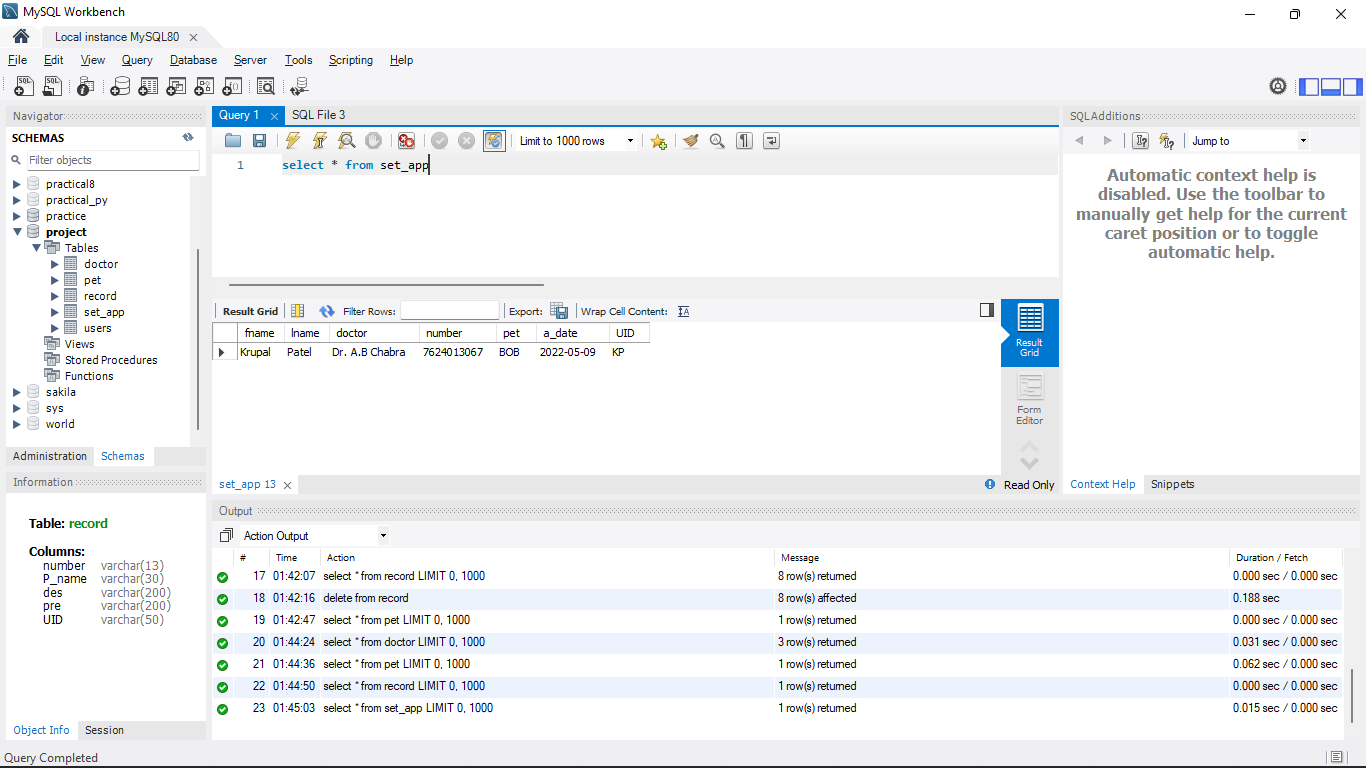 MySQL Workbench
Local instance MySQL80
File Edit View Query Database Server Tools Scripting Help
Navigator
SCHEMAS
Filter objects
practical8
practical_py
practice
project
Tables
doctor
pet
record
set_app
users
Views
Stored Procedures
Functions
sakila
sys
world
Administration Schemas
Information
Table: record
Columns:
number varchar(13)
P_name varchar(30)
des varchar(200)
pre varchar(200)
UID varchar(50)
Object Info Session
Query 1 SQL File 3
Limit to 1000 rows
1 select * from set_app
Result Grid Filter Rows: Export: Wrap Cell Content:
fname lname doctor number pet a_date UID
Krupal Patel Dr. A.B Chabra 7624013067 BOB 2022-05-09 KP
Result Grid
Form Editor
set_app 13
Read Only
SQLAdditions
Jump to
Automatic context help is
disabled. Use the toolbar to
manually get help for the current
caret position or to toggle
automatic help.
Context Help Snippets
Output
Action Output
# Time Action Message Duration / Fetch
17 01:42:07 select * from record LIMIT 0, 1000 8 row(s) returned 0.000 sec / 0.000 sec
18 01:42:16 delete from record 8 row(s) affected 0.188 sec
19 01:42:47 select * from pet LIMIT 0, 1000 1 row(s) returned 0.000 sec / 0.000 sec
20 01:44:24 select * from doctor LIMIT 0, 1000 3 row(s) returned 0.031 sec / 0.000 sec
21 01:44:36 select * from pet LIMIT 0, 1000 1 row(s) returned 0.062 sec / 0.000 sec
22 01:44:50 select * from record LIMIT 0, 1000 1 row(s) returned 0.000 sec / 0.000 sec
23 01:45:03 select * from set_app LIMIT 0, 1000 1 row(s) returned 0.015 sec / 0.000 sec
Query Completed